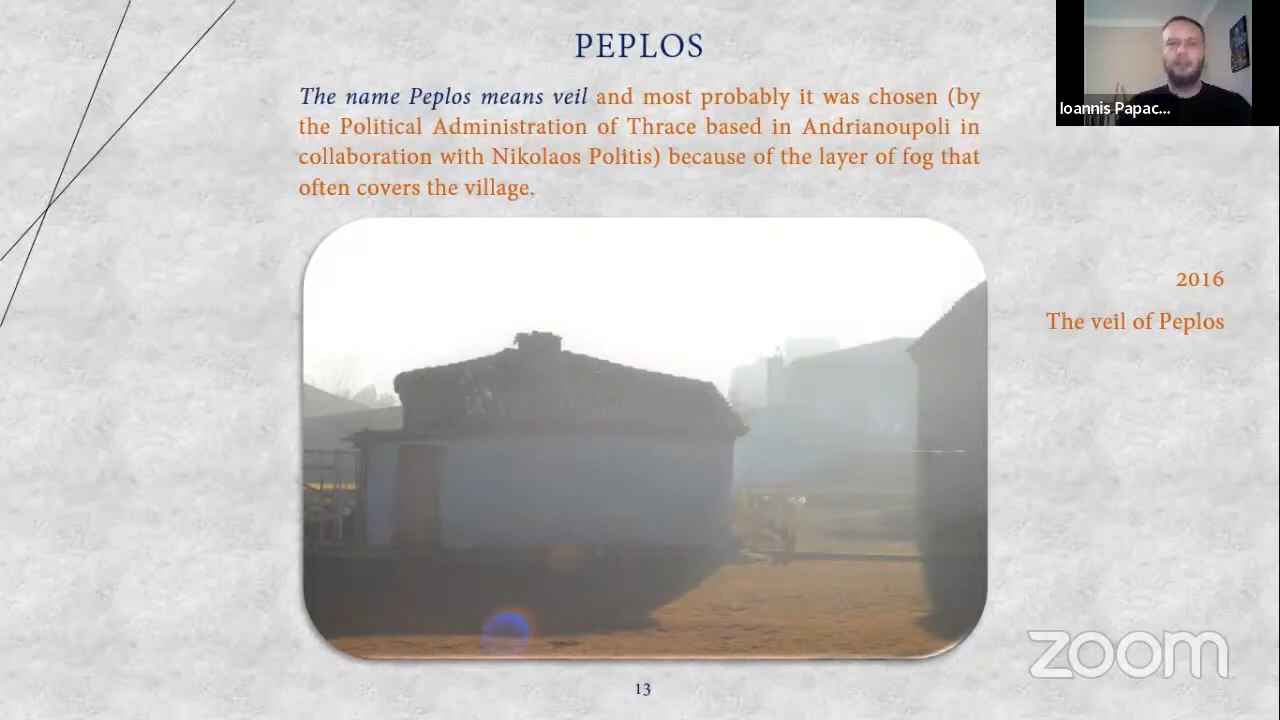 PEPLOS
The name Peplos means veil and most probably it was chosen (by
the Political Administration of Thrace based in Andrianoupoli in
collaboration with Nikolaos Politis) because of the layer of fog that
often covers the village.
Ioannis Papac...
2016
The veil of Peplos
zoom
13